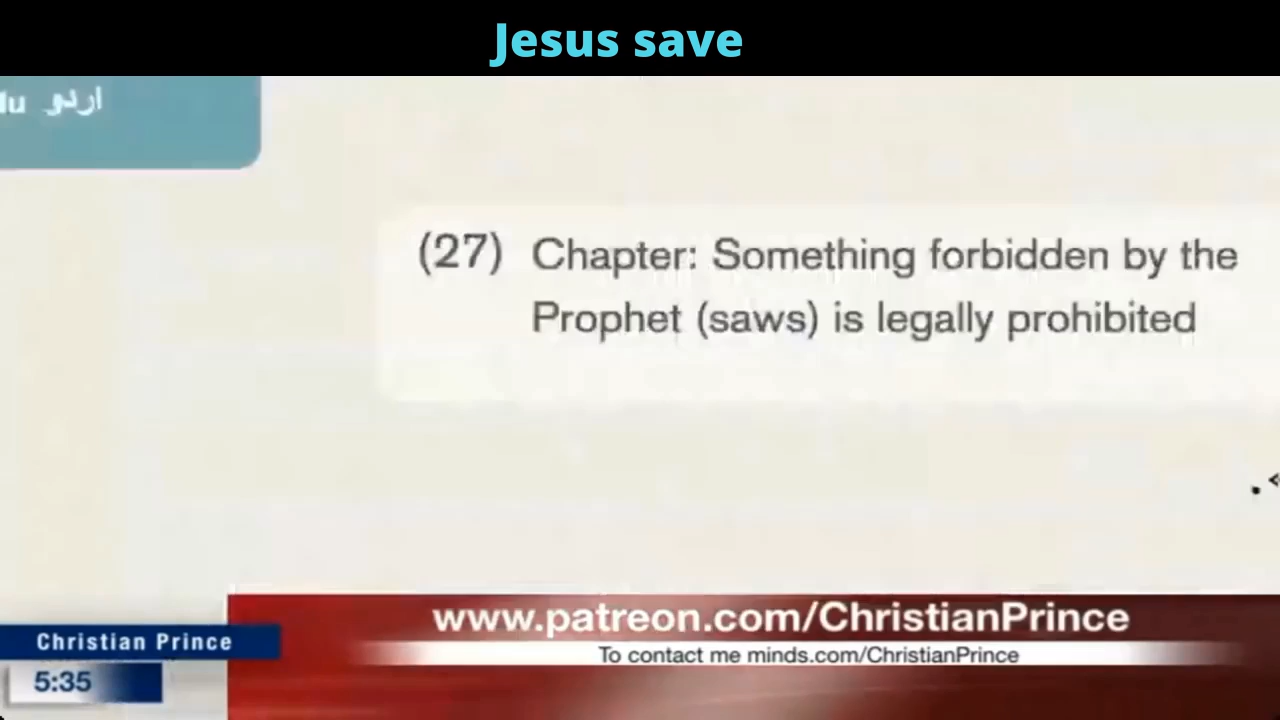 Jesus save
اردو
(27) Chapter: Something forbidden by the
Prophet (saws) is legally prohibited
www.patreon.com/ChristianPrince
To contact me minds.com/ChristianPrince
Christian Prince
5:35